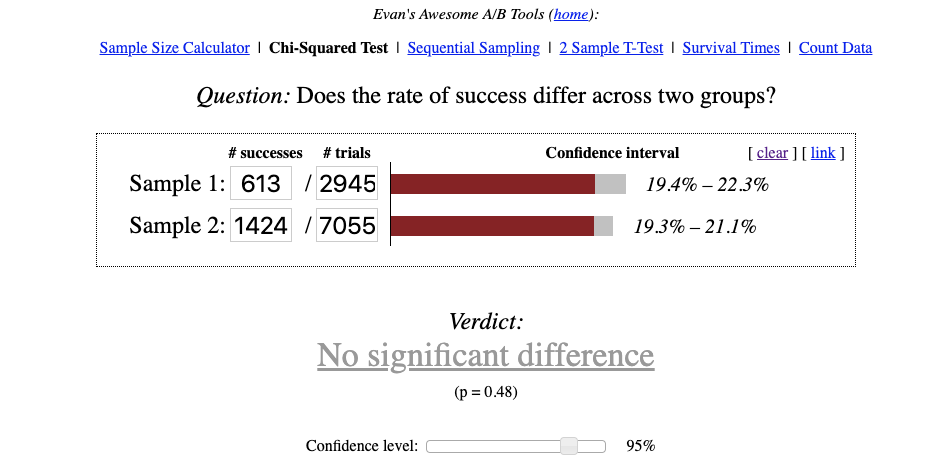 Evan's Awesome A/B Tools (home):
Sample Size Calculator | Chi-Squared Test | Sequential Sampling | 2 Sample T-Test | Survival Times | Count Data
Question: Does the rate of success differ across two groups?
# successes # trials Confidence interval [ clear ] [ link ]
Sample 1: 613 / 2945 19.4% – 22.3%
Sample 2: 1424 / 7055 19.3% – 21.1%
Verdict:
No significant difference
(p = 0.48)
Confidence level: 95%